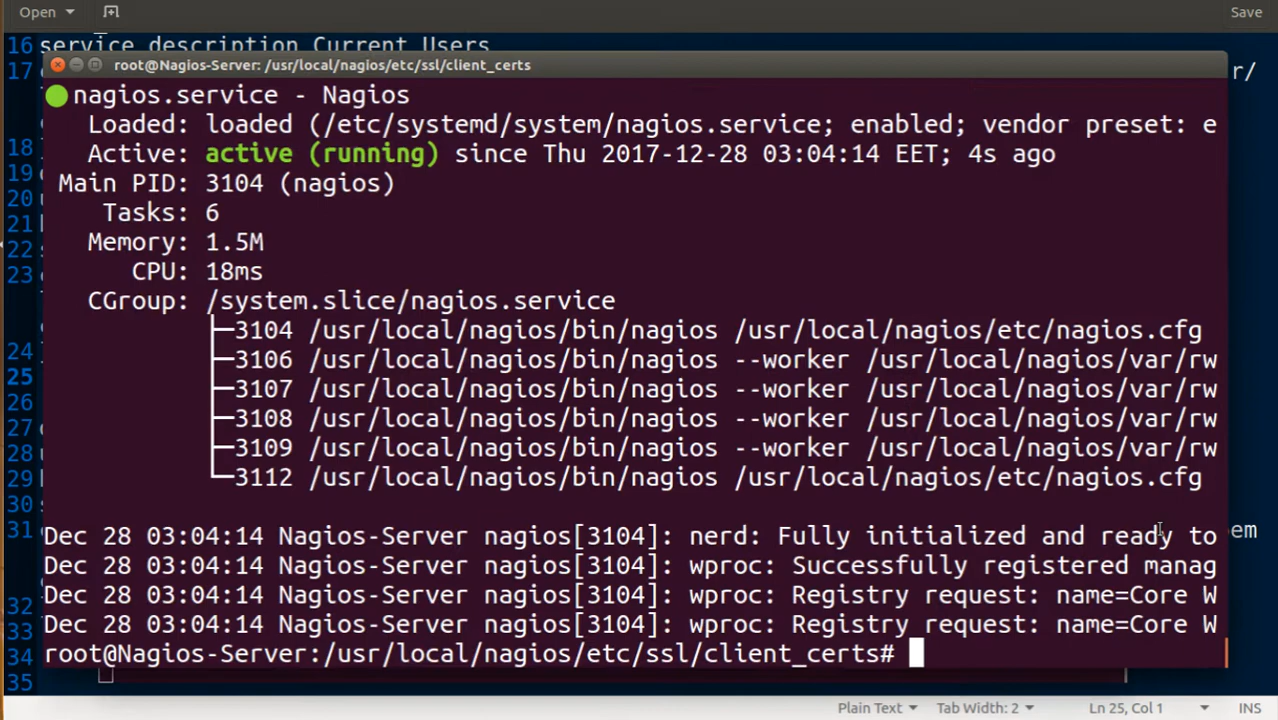 Open
Save
16 service description Current Users
17
r/
root@Nagios-Server: /usr/local/nagios/etc/ssl/client_certs
nagios.service - Nagios
Loaded: loaded (/etc/systemd/system/nagios.service; enabled; vendor preset: e
18
Active: active (running) since Thu 2017-12-28 03:04:14 EET; 4s ago
19
Main PID: 3104 (nagios)
20
Tasks: 6
21
Memory: 1.5M
22
CPU: 18ms
23
CGroup: /system.slice/nagios.service
├─3104 /usr/local/nagios/bin/nagios /usr/local/nagios/etc/nagios.cfg
24
├─3106 /usr/local/nagios/bin/nagios --worker /usr/local/nagios/var/rw
25
├─3107 /usr/local/nagios/bin/nagios --worker /usr/local/nagios/var/rw
26
├─3108 /usr/local/nagios/bin/nagios --worker /usr/local/nagios/var/rw
27
├─3109 /usr/local/nagios/bin/nagios --worker /usr/local/nagios/var/rw
28
└─3112 /usr/local/nagios/bin/nagios /usr/local/nagios/etc/nagios.cfg
29
30
31
em
Dec 28 03:04:14 Nagios-Server nagios[3104]: nerd: Fully initialized and ready to
Dec 28 03:04:14 Nagios-Server nagios[3104]: wproc: Successfully registered manag
32
Dec 28 03:04:14 Nagios-Server nagios[3104]: wproc: Registry request: name=Core W
33
Dec 28 03:04:14 Nagios-Server nagios[3104]: wproc: Registry request: name=Core W
34
root@Nagios-Server:/usr/local/nagios/etc/ssl/client_certs#
35
Plain Text Tab Width: 2 Ln 25, Col 1 INS